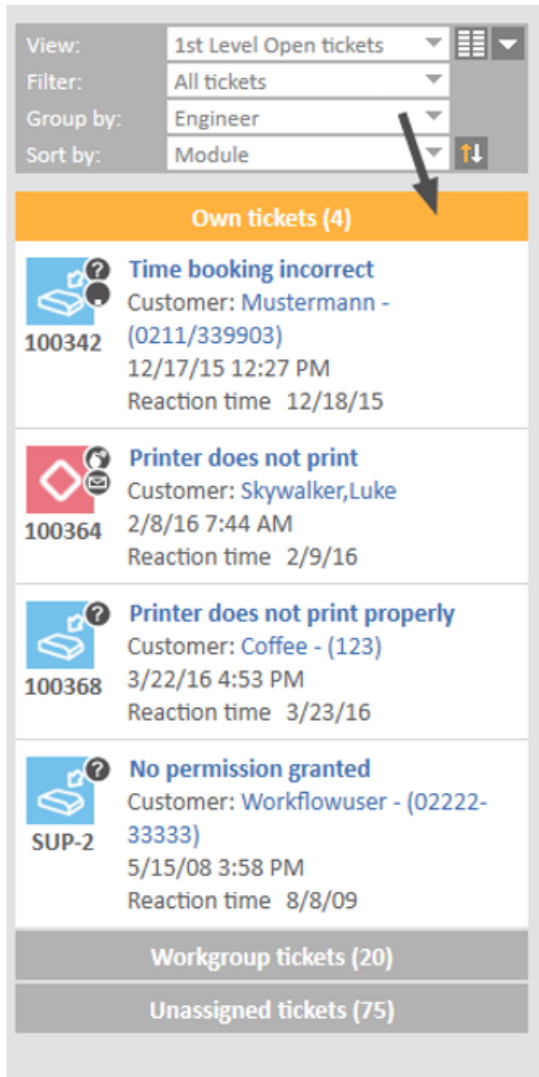 View: 1st Level Open tickets
Filter: All tickets
Group by: Engineer
Sort by: Module
Own tickets (4)
Time booking incorrect
Customer: Mustermann -
(0211/339903)
100342
12/17/15 12:27 PM
Reaction time 12/18/15
Printer does not print
Customer: Skywalker,Luke
100364
2/8/16 7:44 AM
Reaction time 2/9/16
Printer does not print properly
Customer: Coffee - (123)
100368
3/22/16 4:53 PM
Reaction time 3/23/16
No permission granted
Customer: Workflowuser - (02222-
SUP-2
33333)
5/15/08 3:58 PM
Reaction time 8/8/09
Workgroup tickets (20)
Unassigned tickets (75)